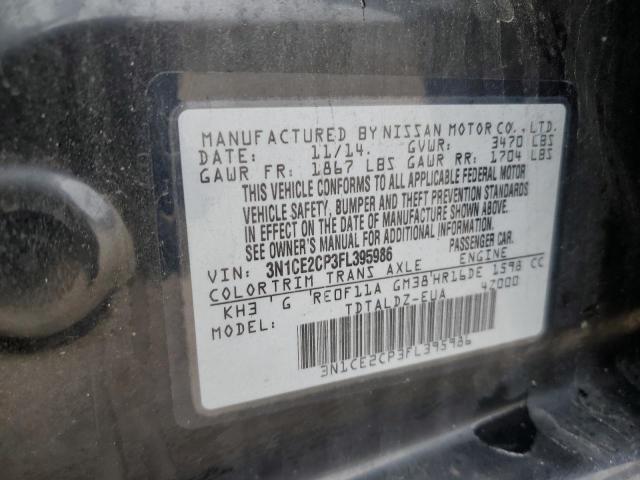 MANUFACTURED BY NISSAN MOTOR CO., LTD.
DATE: 11/14. GVWR: 3470 LBS
GAWR FR: 1867 LBS GAWR RR: 1704 LBS
THIS VEHICLE CONFORMS TO ALL APPLICABLE FEDERAL MOTOR
VEHICLE SAFETY, BUMPER AND THEFT PREVENTION STANDARDS
IN EFFECT ON THE DATE OF MANUFACTURE SHOWN ABOVE.
SEE OWNER'S MANUAL FOR ADDITIONAL INFORMATION.
VIN: 3N1CE2CP3FL395986 PASSENGER CAR.
COLOR TRIM TRANS AXLE ENGINE
KH3 ' G ' RE0F11A GM38'HR16DE 1598 CC
MODEL: TDTALDZ-EUA 47000
3N1CE2CP3FL395986